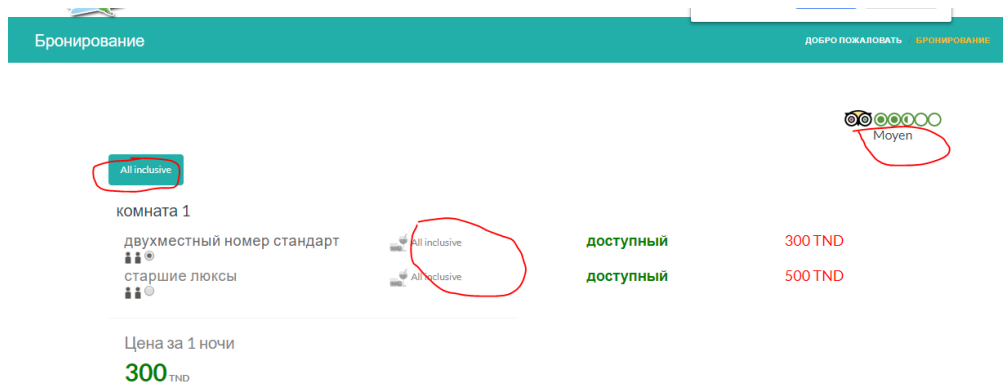 Бронирование
ДОБРО ПОЖАЛОВАТЬ БРОНИРОВАНИЕ
Moyen
All inclusive
комната 1
двухместный номер стандарт All inclusive доступный 300 TND
старшие люксы All inclusive доступный 500 TND
Цена за 1 ночи
300 TND